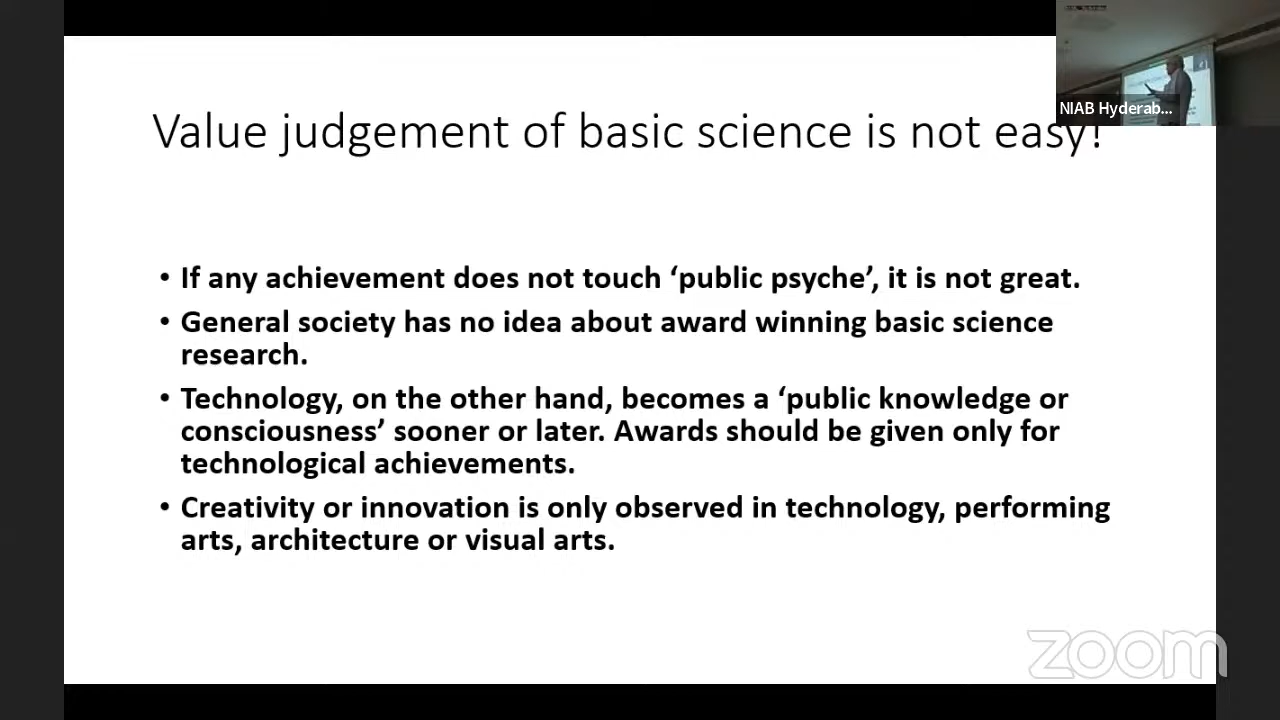 Value judgement of basic science is not easy!
NIAB Hyderab...
• If any achievement does not touch ‘public psyche’, it is not great.
• General society has no idea about award winning basic science
research.
• Technology, on the other hand, becomes a ‘public knowledge or
consciousness’ sooner or later. Awards should be given only for
technological achievements.
• Creativity or innovation is only observed in technology, performing
arts, architecture or visual arts.
zoom